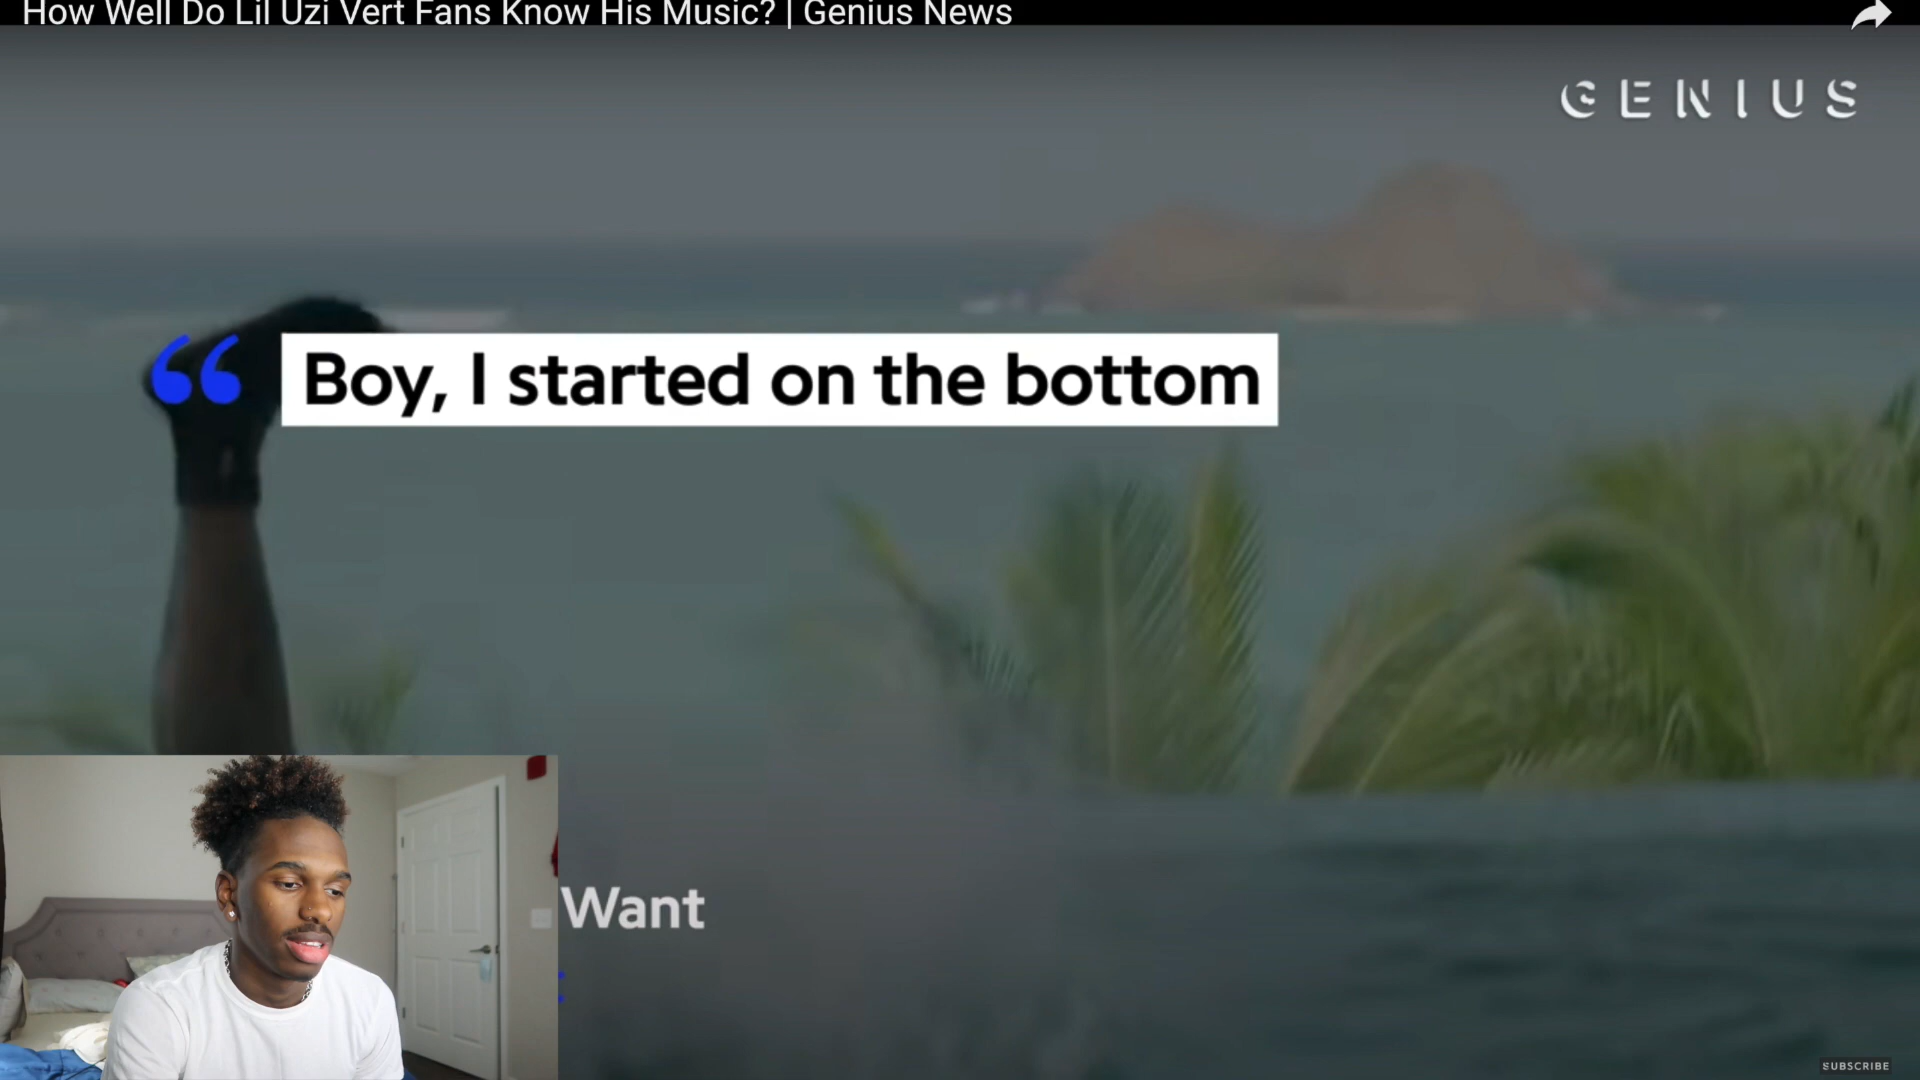 How Well Do Lil Uzi Vert Fans Know His Music? | Genius News
GENIUS
“ Boy, I started on the bottom
Want
SUBSCRIBE